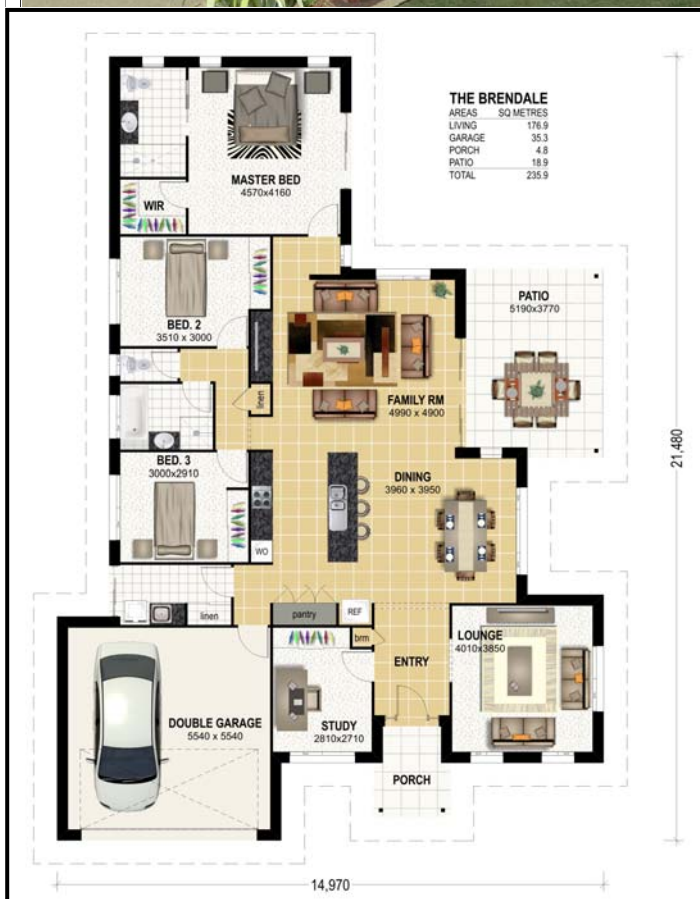 THE BRENDALE
AREAS SQ METRES
LIVING 176.9
GARAGE 35.3
PORCH 4.8
PATIO 18.9
TOTAL 235.9
MASTER BED
4570x4160
WIR
BED. 2
3510 x 3000
PATIO
5190x3770
linen
FAMILY RM
4990 x 4900
BED. 3
3000x2910
DINING
3960 x 3950
WO
21,480
linen
pantry
REF
brm
LOUNGE
4010x3850
ENTRY
DOUBLE GARAGE
5540 x 5540
STUDY
2810x2710
PORCH
14,970